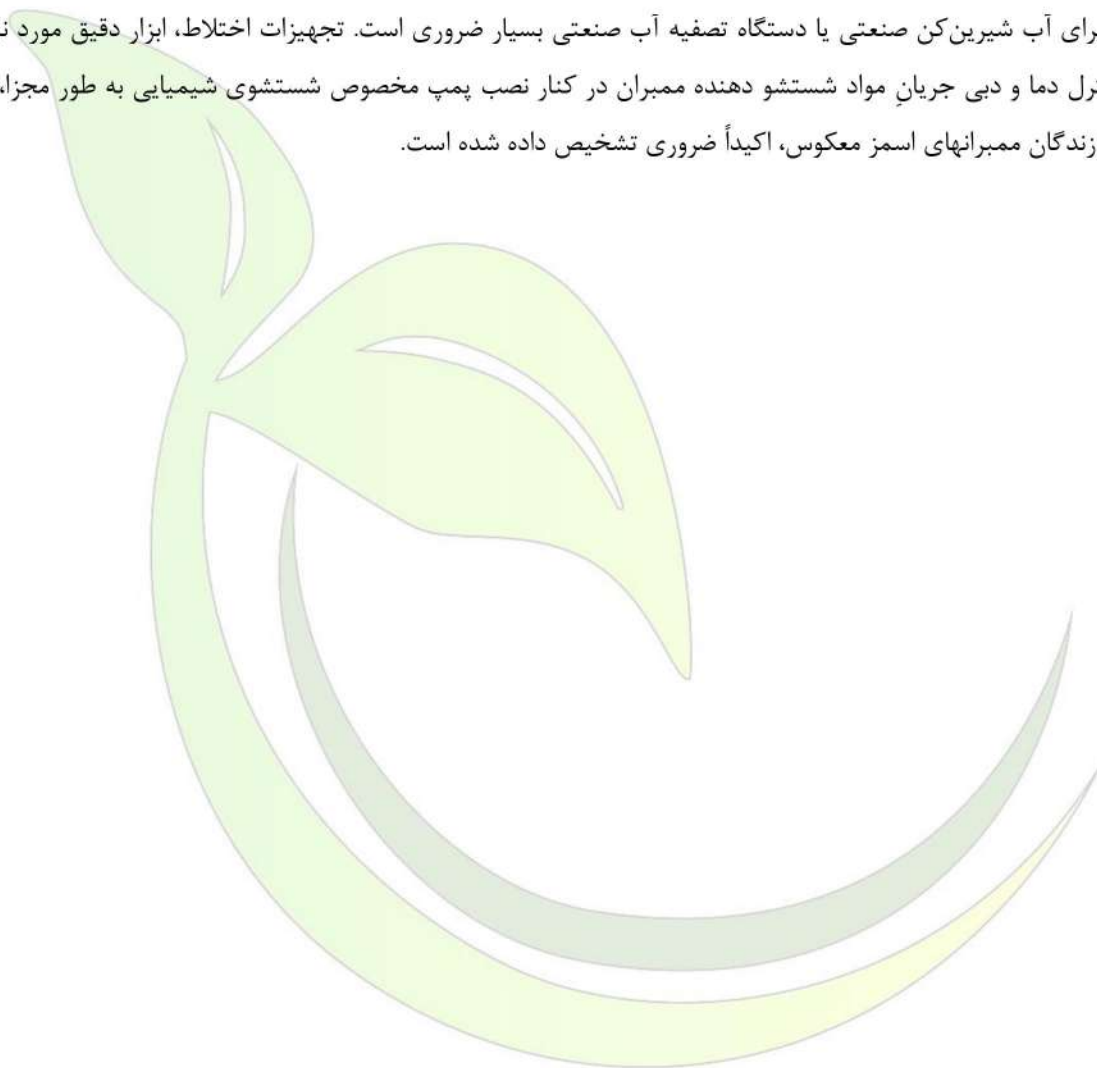 رای آب شیرین‌کن صنعتی یا دستگاه تصفیه آب صنعتی بسیار ضروری است. تجهیزات اختلاط، ابزار دقیق مورد
رل دما و دبی جریانِ مواد شستشو دهنده ممبران در کنار نصب پمپ مخصوص شستشوی شیمیایی به طور مجزا،
زندگان ممبرانهای اسمز معکوس، اکیداً ضروری تشخیص داده شده است.